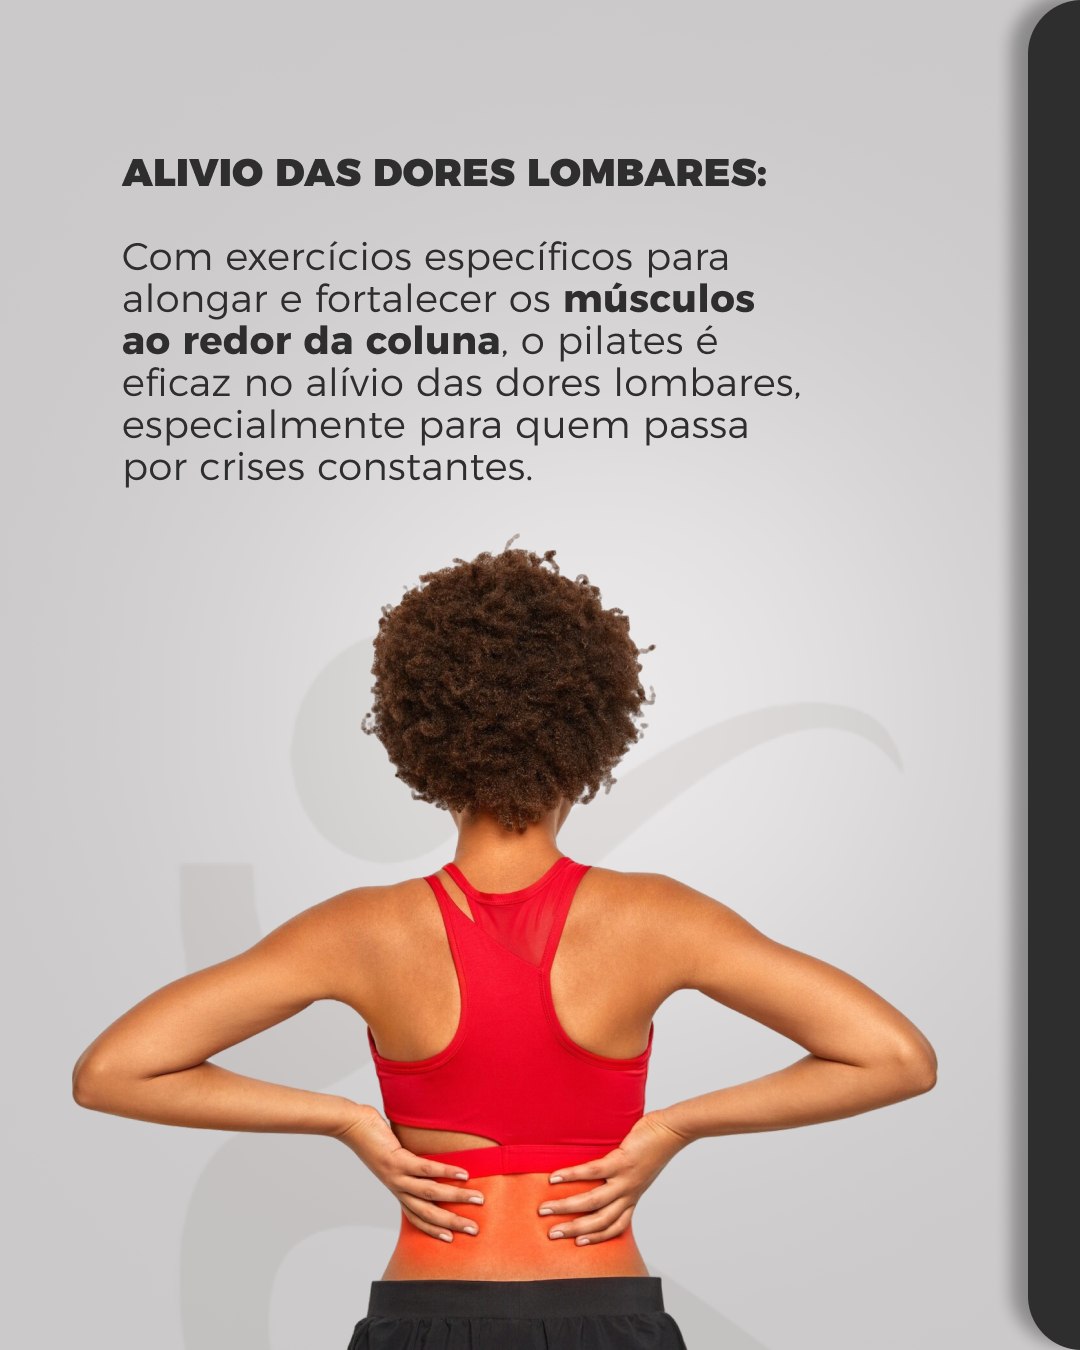 ALIVIO DAS DORES LOMBARES:
Com exercícios específicos para
alongar e fortalecer os músculos
ao redor da coluna, o pilates é
eficaz no alívio das dores lombares,
especialmente para quem passa
por crises constantes.